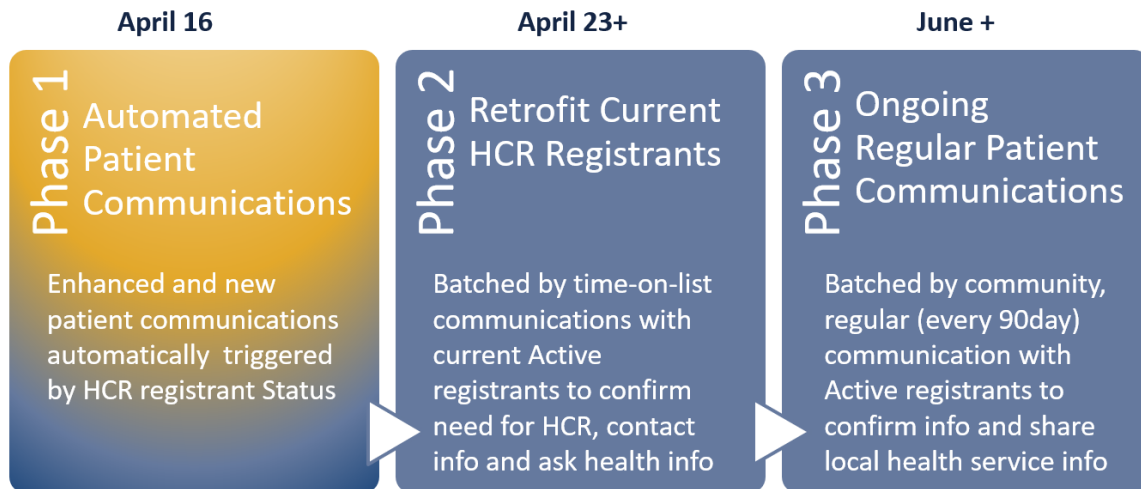 April 16
Phase 1
Automated
Patient
Communications
Enhanced and new
patient communications
automatically triggered
by HCR registrant Status
April 23+
Phase 2
Retrofit Current
HCR Registrants
Batched by time-on-list
communications with
current Active
registrants to confirm
need for HCR, contact
info and ask health info
June +
Phase 3
Ongoing
Regular Patient
Communications
Batched by community,
regular (every 90day)
communication with
Active registrants to
confirm info and share
local health service info